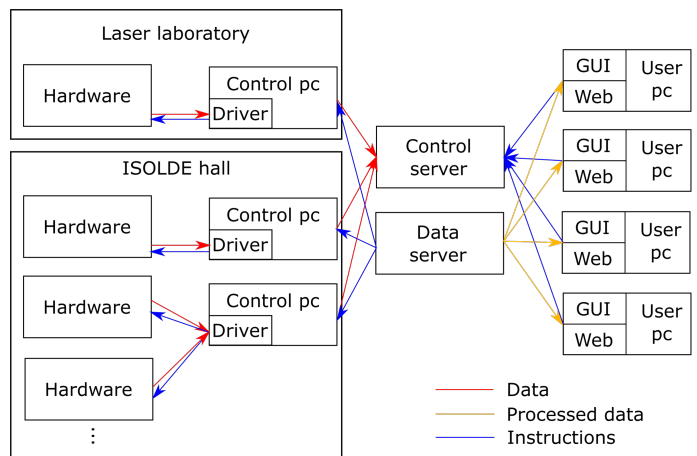 Laser laboratory
Hardware
Control pc
Driver
ISOLDE hall
Hardware
Control pc
Driver
Hardware
Control pc
Driver
Hardware
...
Control
server
Data
server
GUI
Web
User
pc
GUI
Web
User
pc
GUI
Web
User
pc
GUI
Web
User
pc
Data
Processed data
Instructions